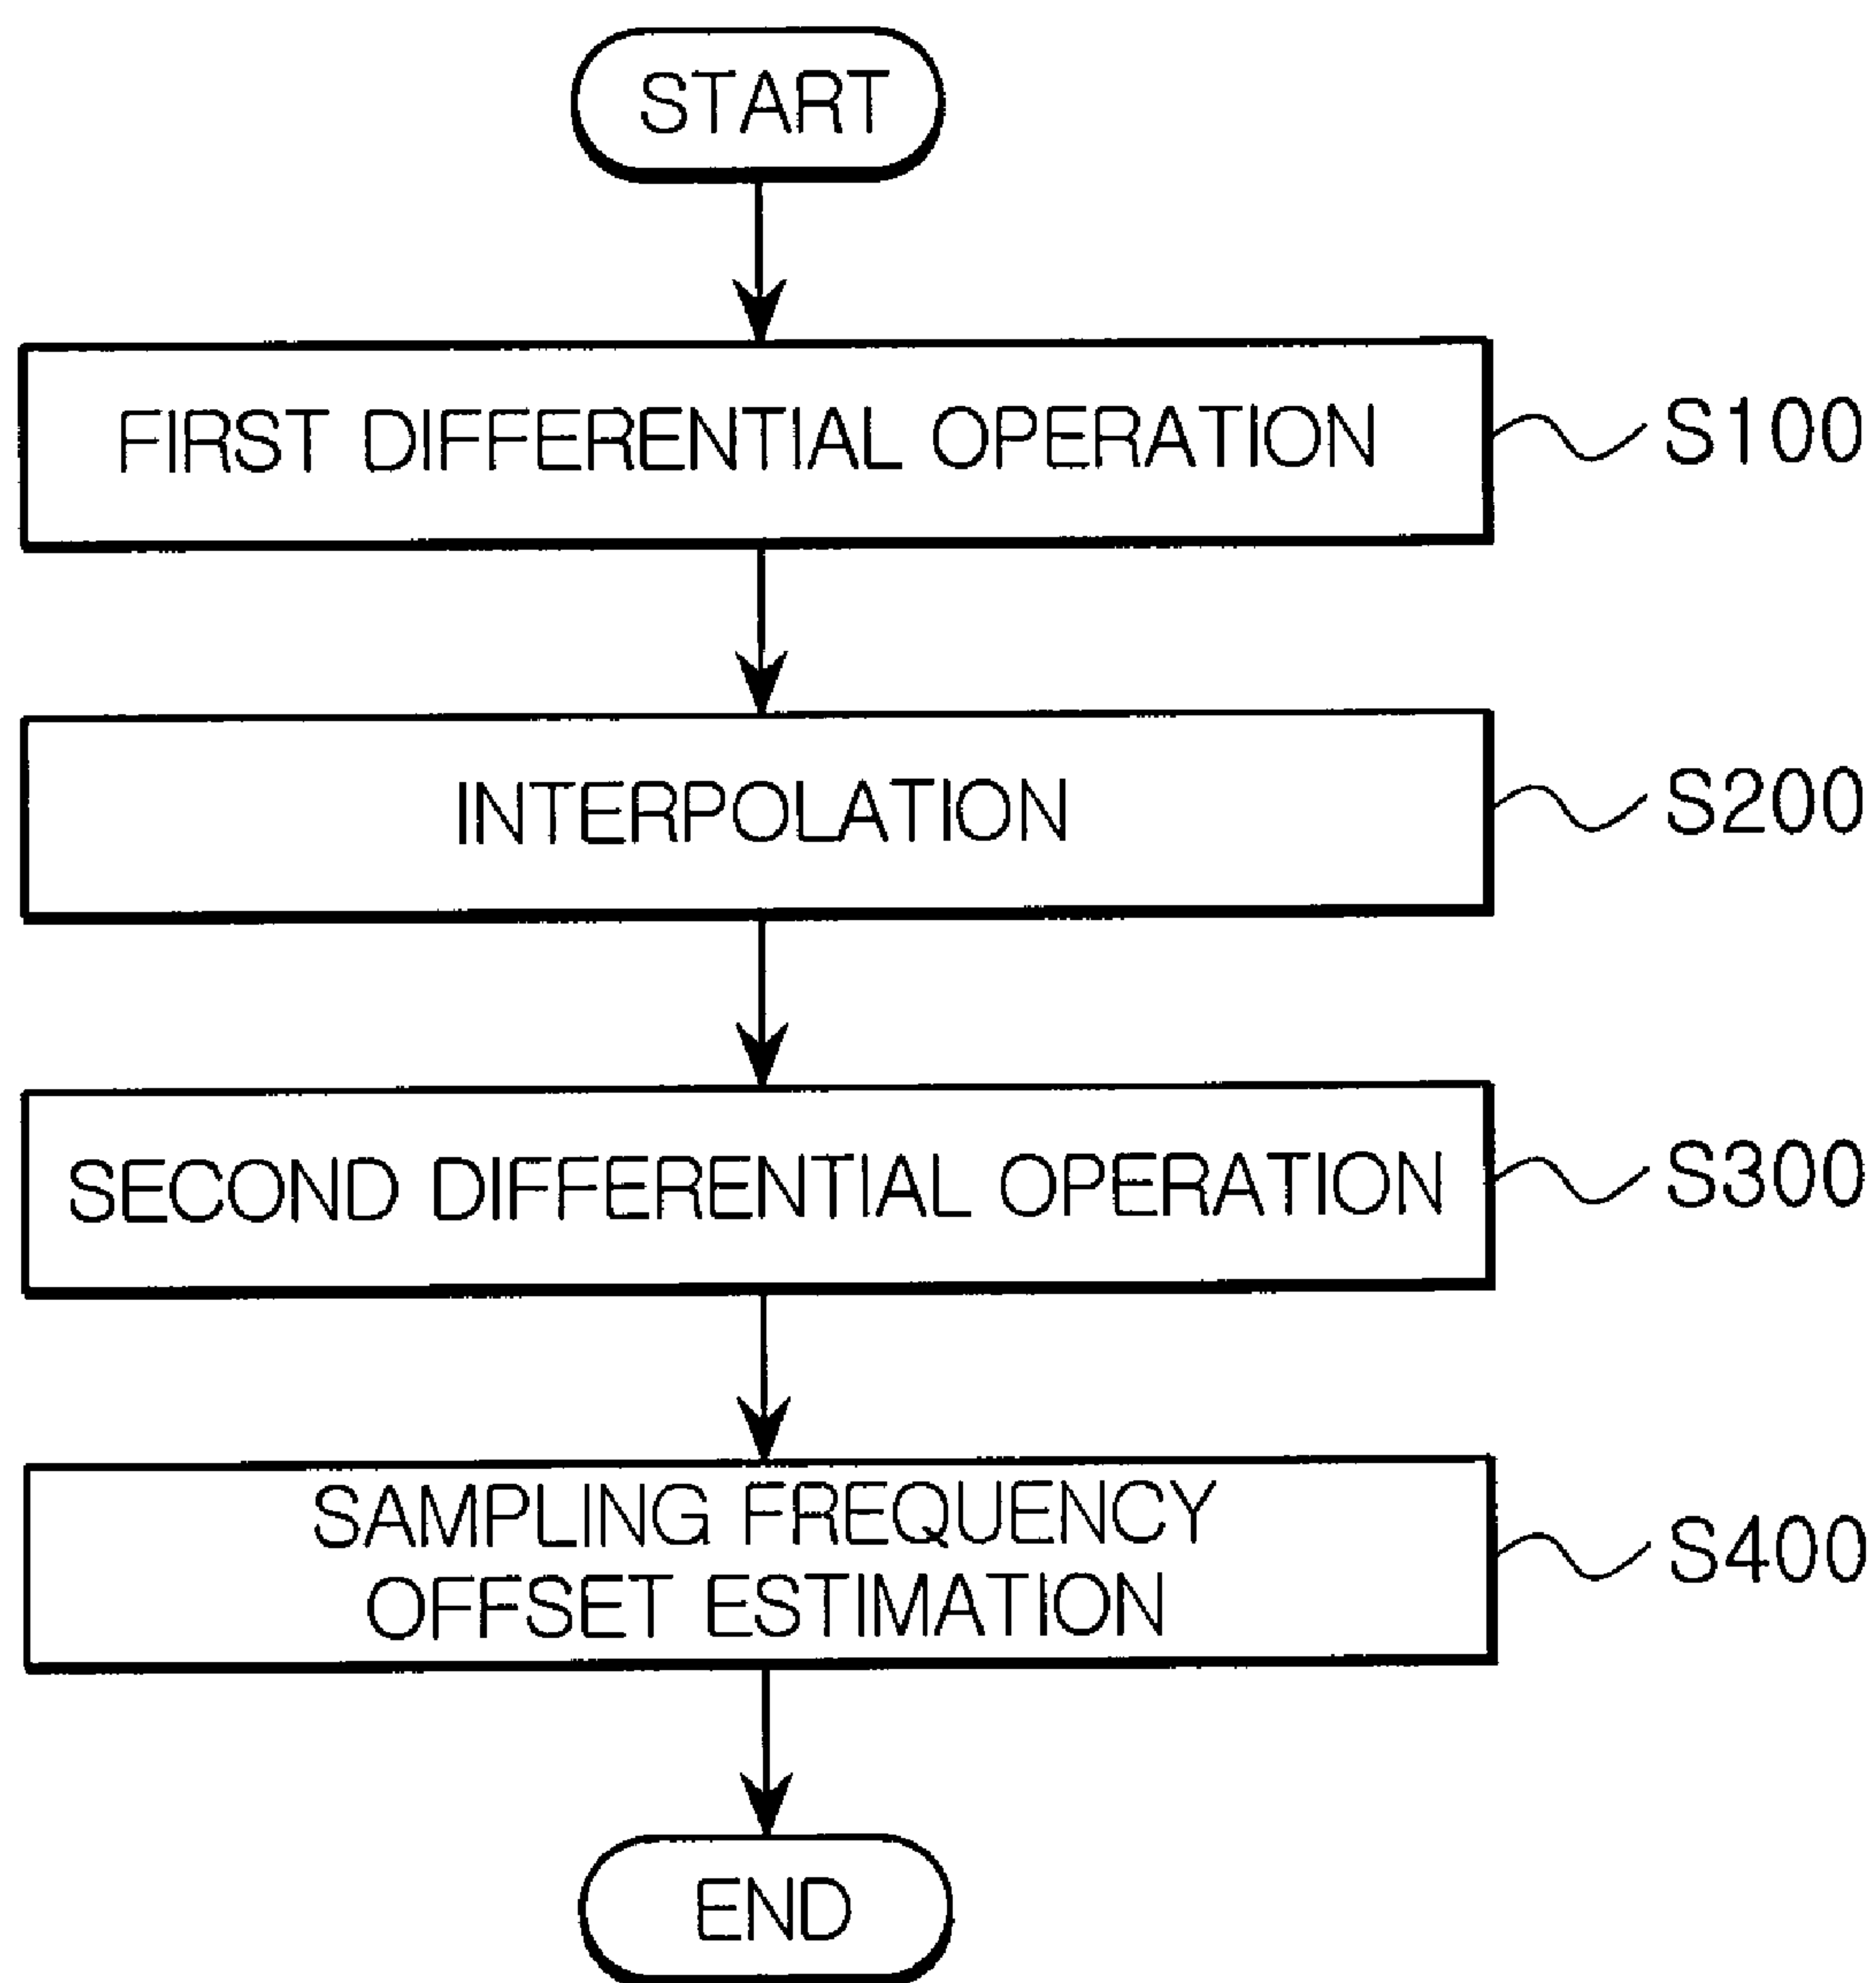 START
FIRST DIFFERENTIAL OPERATION
S100
INTERPOLATION
S200
SECOND DIFFERENTIAL OPERATION
S300
SAMPLING FREQUENCY
OFFSET ESTIMATION
S400
END